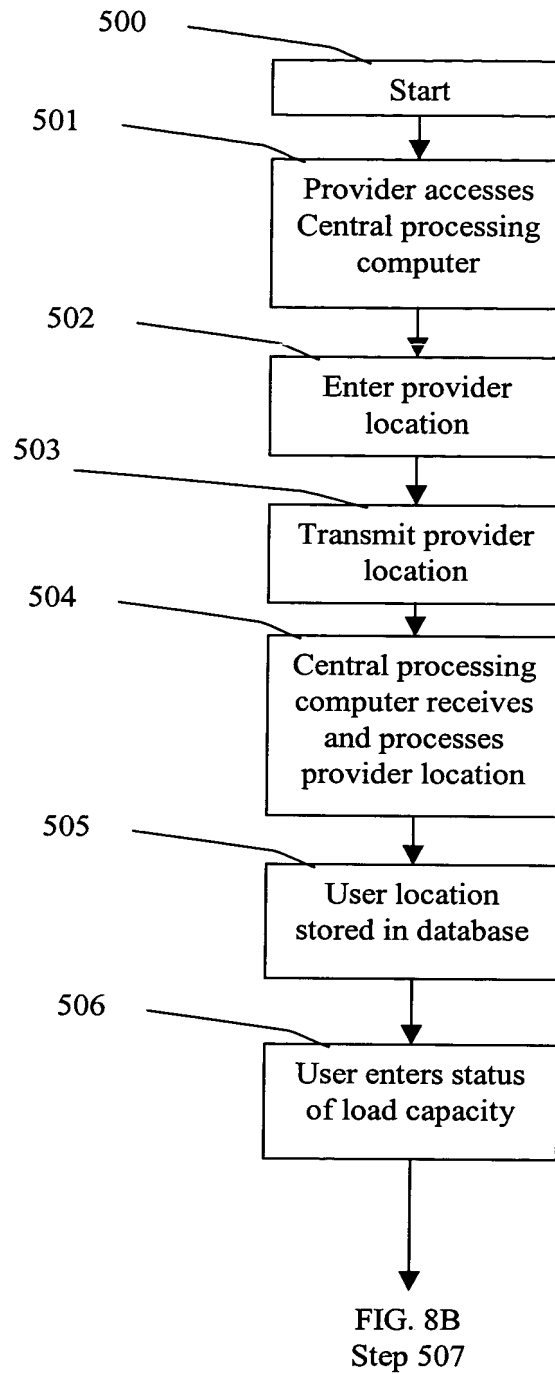 500
Start
501
Provider accesses
Central processing
computer
502
Enter provider
location
503
Transmit provider
location
504
Central processing
computer receives
and processes
provider location
505
User location
stored in database
506
User enters status
of load capacity
FIG. 8B
Step 507